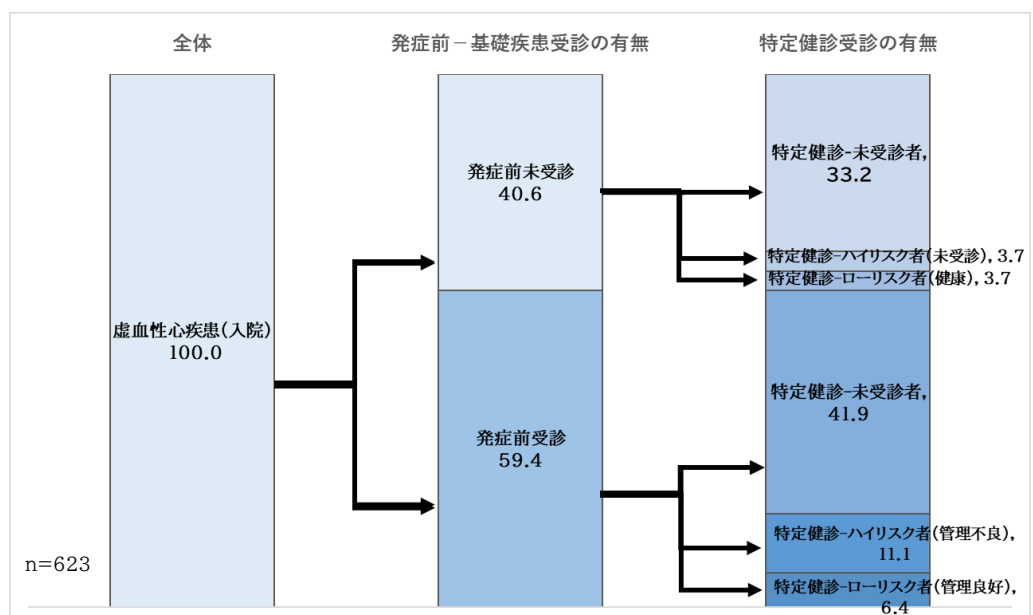 全体
発症前－基礎疾患受診の有無
特定健診受診の有無
虚血性心疾患(入院)
100.0
発症前未受診
40.6
発症前受診
59.4
特定健診-未受診者,
33.2
特定健診-ハイリスク者(未受診), 3.7
特定健診-ローリスク者(健康), 3.7
特定健診-未受診者,
41.9
特定健診-ハイリスク者(管理不良),
11.1
特定健診-ローリスク者(管理良好),
6.4
n=623